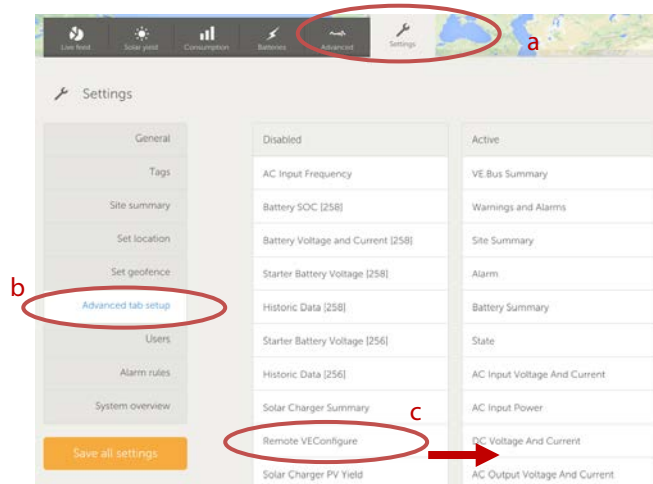 Live feed Solar yield Consumption Batteries Advanced Settings
a
Settings
General
Tags
Site summary
Set location
Set geofence
b
Advanced tab setup
Users
Alarm rules
System overview
Save all settings
Disabled
AC Input Frequency
Battery SOC [258]
Battery Voltage and Current [258]
Starter Battery Voltage [258]
Historic Data [258]
Starter Battery Voltage [256]
Historic Data [256]
Solar Charger Summary
c
Remote VEConfigure
Solar Charger PV Yield
Active
VE.Bus Summary
Warnings and Alarms
Site Summary
Alarm
Battery Summary
State
AC Input Voltage And Current
AC Input Power
DC Voltage And Current
AC Output Voltage And Current